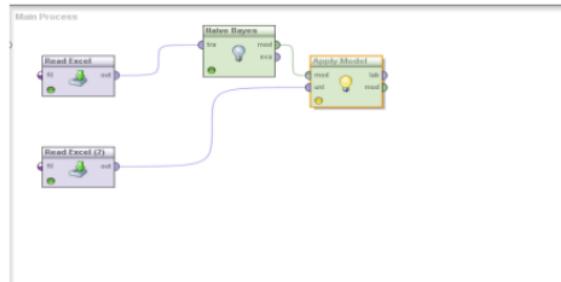 Main Process
Naive Bayes
tra
mod
exa
Read Excel
fil
out
Apply Model
mod
lab
unl
mod
Read Excel (2)
fil
out